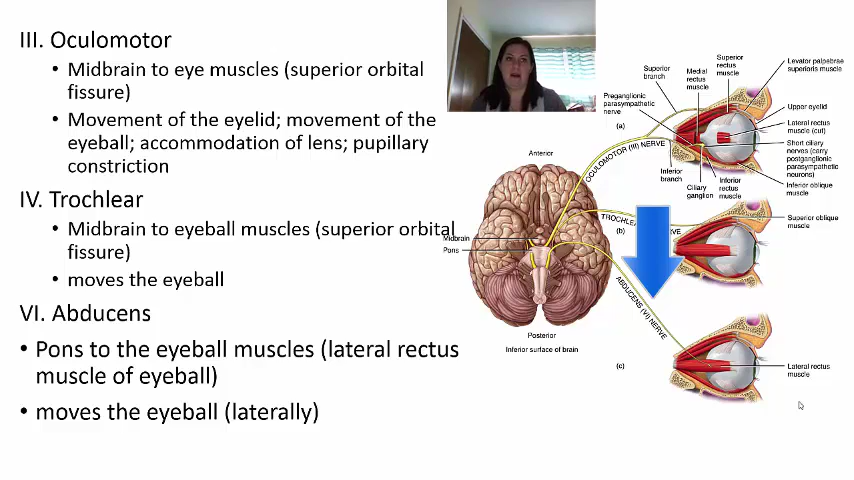 III. Oculomotor
• Midbrain to eye muscles (superior orbital
fissure)
• Movement of the eyelid; movement of the
eyeball; accommodation of lens; pupillary
constriction
IV. Trochlear
• Midbrain to eyeball muscles (superior orbital
fissure)
• moves the eyeball
VI. Abducens
• Pons to the eyeball muscles (lateral rectus
muscle of eyeball)
• moves the eyeball (laterally)
Superior
branch
Medial
rectus
muscle
Superior
rectus
muscle
Levator palpebrae
superioris muscle
Preganglionic
parasympathetic
nerve
Upper eyelid
(a)
Lateral rectus
muscle (cut)
Short ciliary
nerves (carry
postganglionic
parasympathetic
neurons)
Inferior oblique
muscle
OCULOMOTOR (III) NERVE
Inferior
branch
Ciliary
ganglion
Inferior
rectus
muscle
Anterior
Midbrain
Pons
(b)
Superior oblique
muscle
ABDUCENS (VI) NERVE
Posterior
Inferior surface of brain
(c)
Lateral rectus
muscle